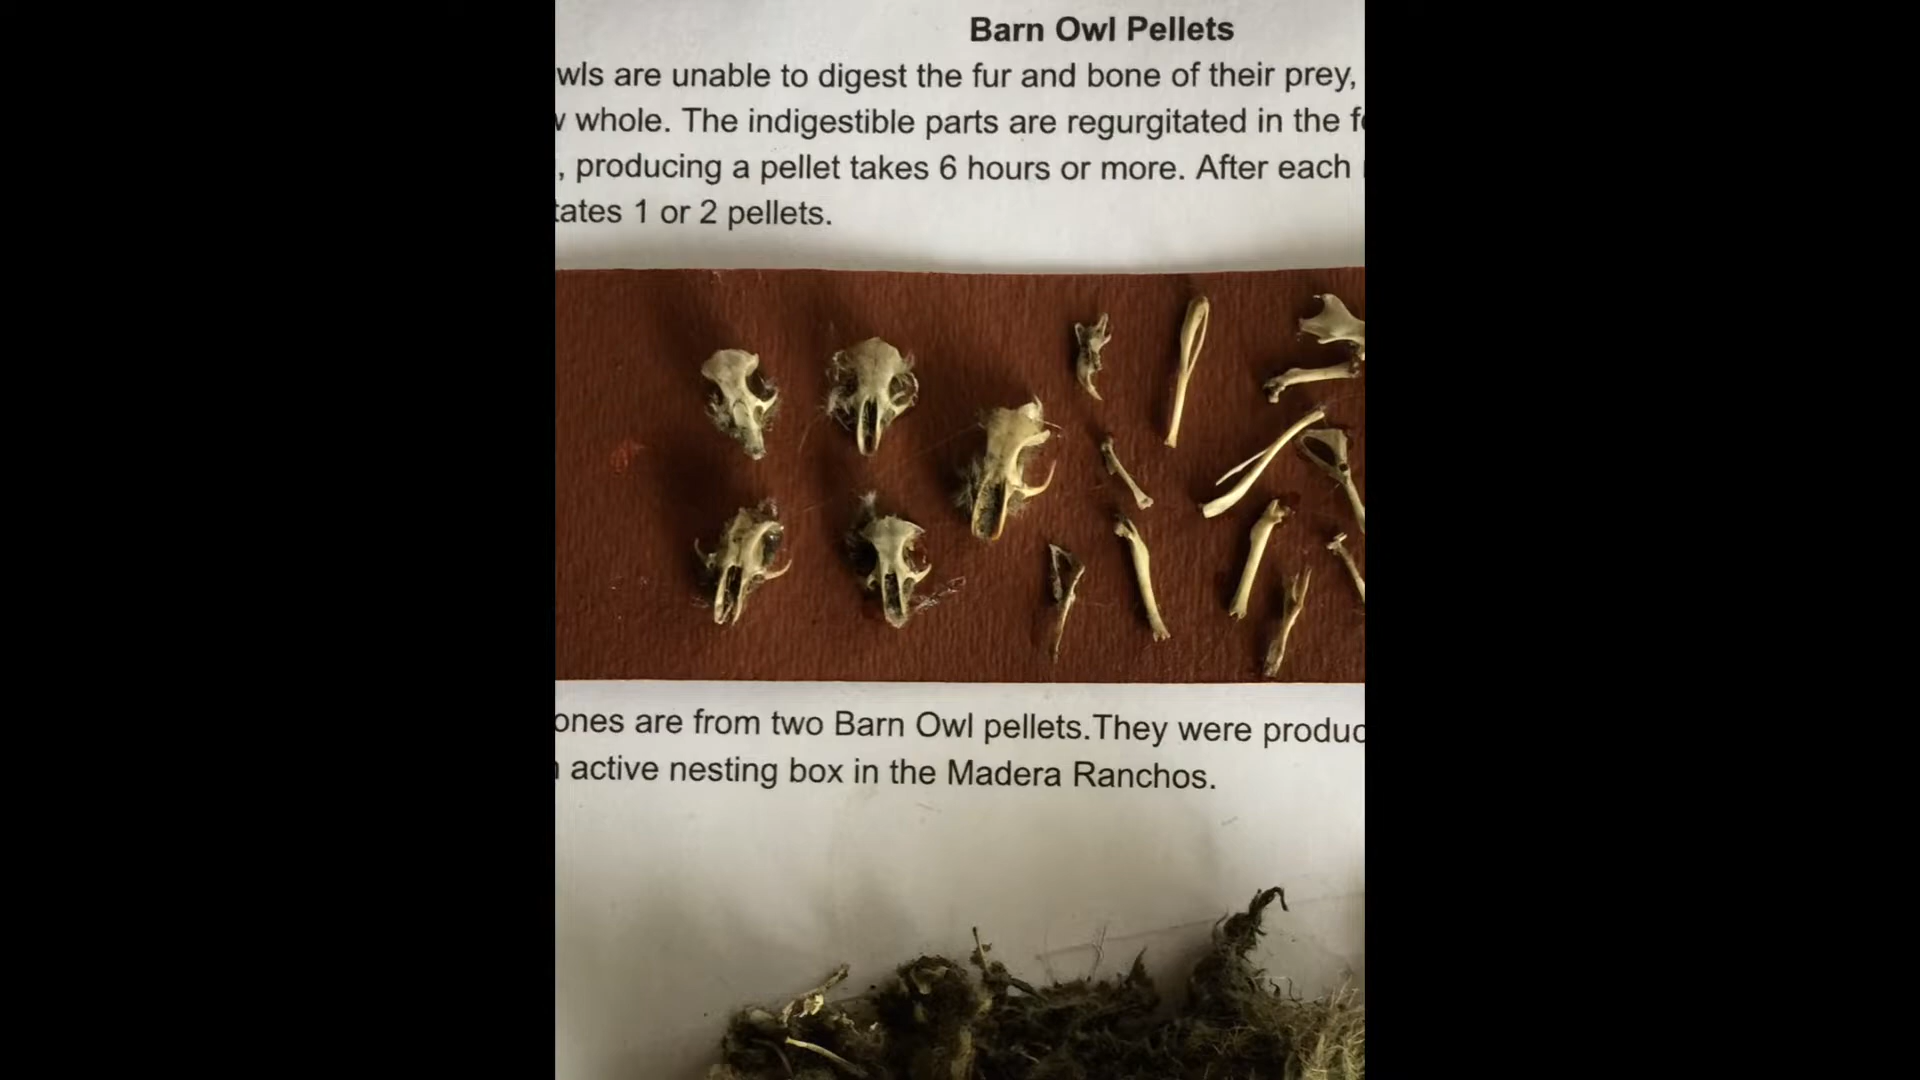 Barn Owl Pellets
wls are unable to digest the fur and bone of their prey,
whole. The indigestible parts are regurgitated in the
, producing a pellet takes 6 hours or more. After each
tates 1 or 2 pellets.
ones are from two Barn Owl pellets.They were produc
active nesting box in the Madera Ranchos.